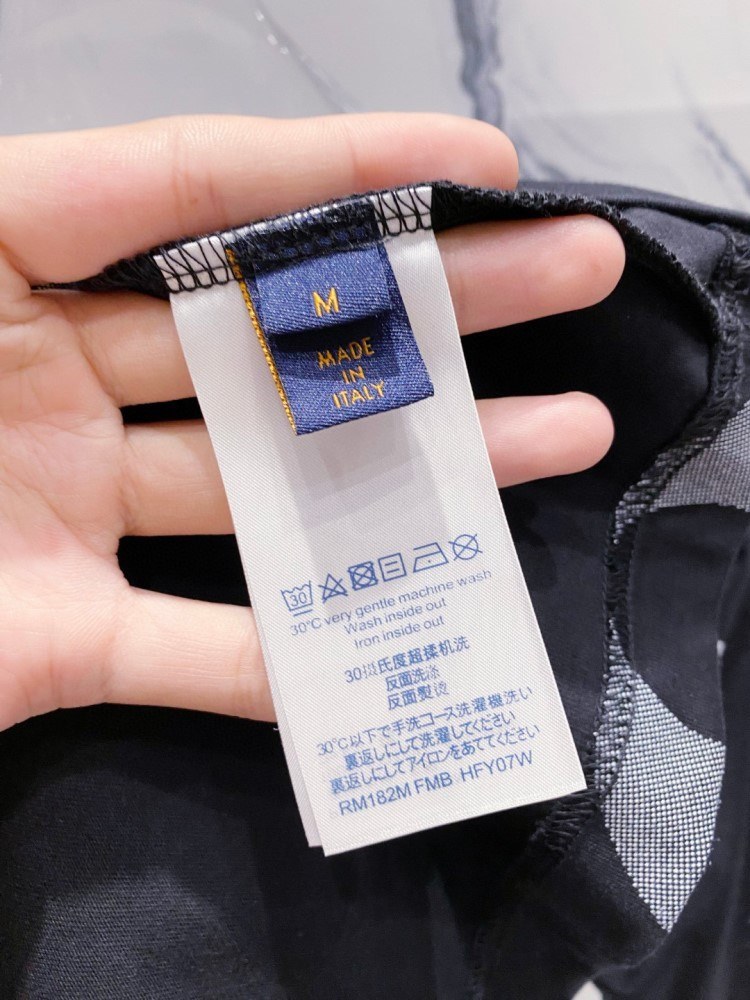 M
MADE
IN
ITALY
30
30°C very gentle machine wash
Wash inside out
Iron inside out
30摄氏度超揉机洗
反面洗涤
反面熨烫
30℃以下で手洗コース洗濯機洗い
裏返しにして洗濯してください
裏返しにしてアイロンをあててください
RM182M FMB HFY07W